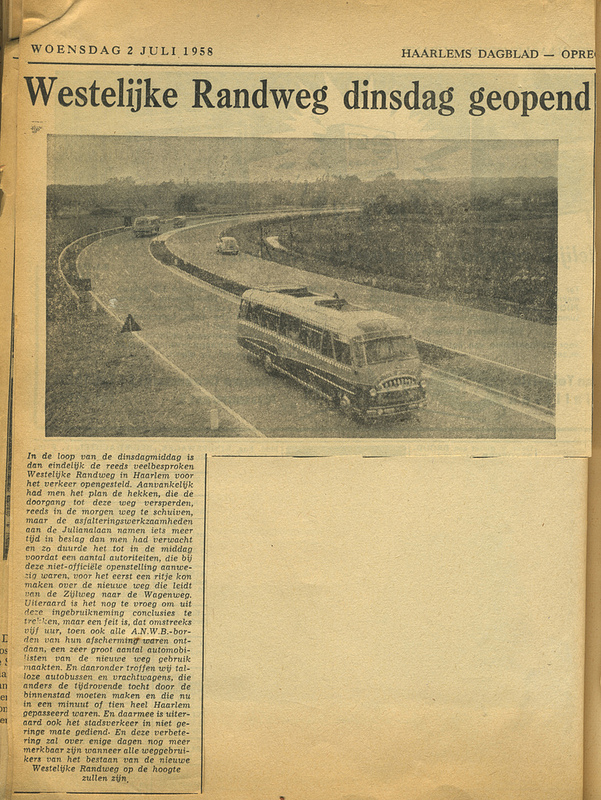 WOENSDAG 2 JULI 1958
HAARLEMS DAGBLAD — OPRE
Westelijke Randweg dinsdag geopend
In de loop van de dinsdagmiddag is
dan eindelijk de reeds veelbesproken
Westelijke Randweg in Haarlem voor
het verkeer opengesteld. Aanvankelijk
had men het plan de hekken, die de
doorgang tot deze weg versperden,
reeds in de morgen weg te schuiven,
maar de asfalteringswerkzaamheden
aan de Julianalaan namen iets meer
tijd in beslag dan men had verwacht
en zo duurde het tot in de middag
voordat een aantal autoriteiten, die bij
deze niet-officiële openstelling aanwe-
zig waren, voor het eerst een ritje kon
maken over de nieuwe weg die leidt
van de Zijlweg naar de Wagenweg.
Uiteraard is het nog te vroeg om uit
deze ingebruikneming conclusies te
trekken, maar een feit is, dat omstreeks
vijf uur, toen ook alle A.N.W.B.-bor-
den van hun afscherming waren ont-
daan, een zeer groot aantal automobi-
listen van de nieuwe weg gebruik
maakten. En daaronder troffen wij tal-
loze autobussen en vrachtwagens, die
anders de tijdrovende tocht door de
binnenstad moeten maken en die nu
in een minuut of tien heel Haarlem
gepasseerd waren. En daarmee is uiter-
aard ook het stadsverkeer in niet ge-
ringe mate gediend. En deze verbete-
ring zal over enige dagen nog meer
merkbaar zijn wanneer alle weggebrui-
kers van het bestaan van de nieuwe
Westelijke Randweg op de hoogte
zullen zijn.